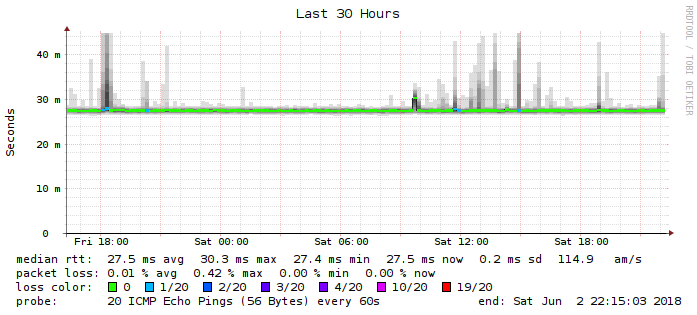 Last 30 Hours
RRDTOOL / TOBI OETIKER
Seconds
40 m
30 m
20 m
10 m
0
Fri 18:00 Sat 00:00 Sat 06:00 Sat 12:00 Sat 18:00
median rtt: 27.5 ms avg 30.3 ms max 27.4 ms min 27.5 ms now 0.2 ms sd 114.9 am/s
packet loss: 0.01 % avg 0.42 % max 0.00 % min 0.00 % now
loss color: 0 1/20 2/20 3/20 4/20 10/20 19/20
probe: 20 ICMP Echo Pings (56 Bytes) every 60s end: Sat Jun 2 22:15:03 2018